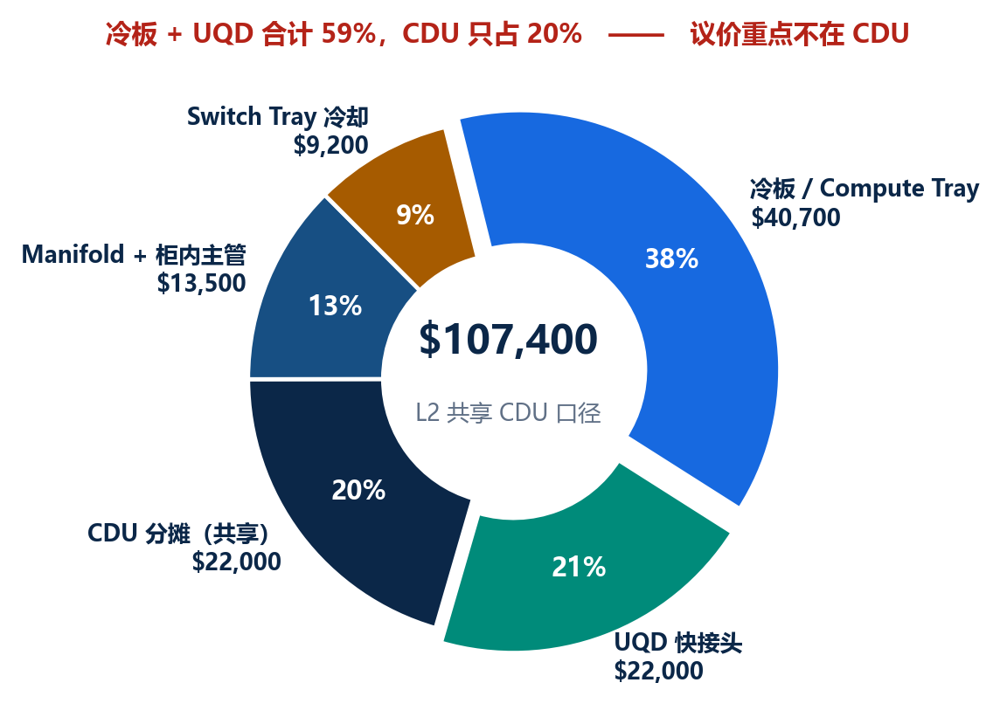 冷板 + UQD 合计 59%，CDU 只占 20% —— 议价重点不在 CDU
Switch Tray 冷却
$9,200
冷板 / Compute Tray
$40,700
9%
38%
Manifold + 柜内主管
$13,500
13%
$107,400
L2 共享 CDU 口径
20%
CDU 分摊（共享）
$22,000
21%
UQD 快接头
$22,000